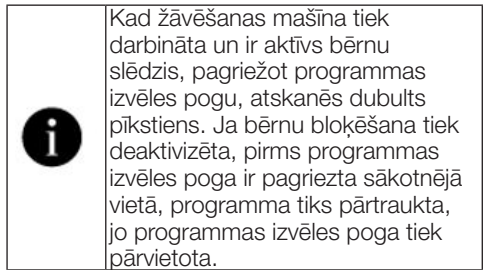 Kad žāvēšanas mašīna tiek
darbināta un ir aktīvs bērnu
slēdzis, pagriežot programmas
izvēles pogu, atskanēs dubults
pīkstiens. Ja bērnu bloķēšana tiek
deaktivizēta, pirms programmas
izvēles poga ir pagriezta sākotnējā
vietā, programma tiks pārtraukta,
jo programmas izvēles poga tiek
pārvietota.